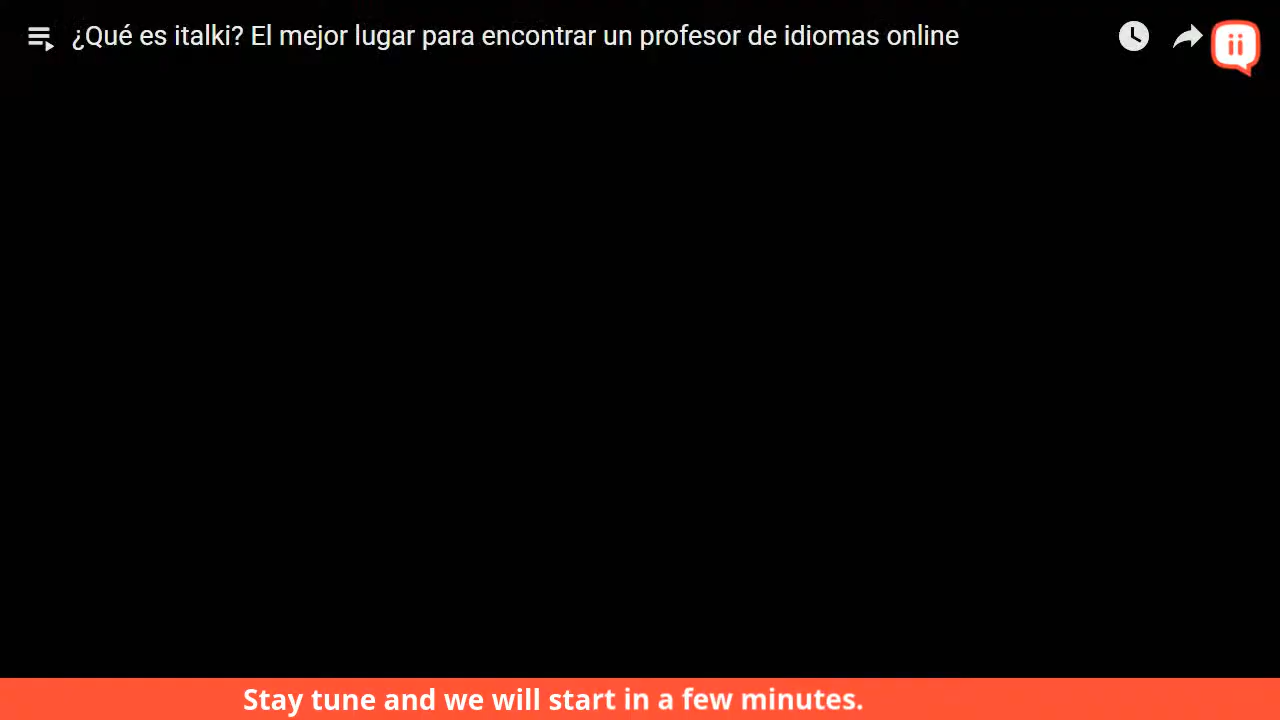 ¿Qué es italki? El mejor lugar para encontrar un profesor de idiomas online
Stay tune and we will start in a few minutes.